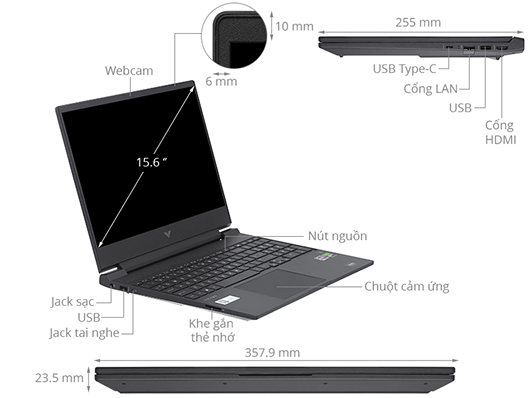 10 mm
6 mm
Webcam
15.6 “
255 mm
USB Type-C
Cổng LAN
USB
Cổng
HDMI
Nút nguồn
Chuột cảm ứng
Jack sạc
USB
Jack tai nghe
Khe gắn
thẻ nhớ
357.9 mm
23.5 mm